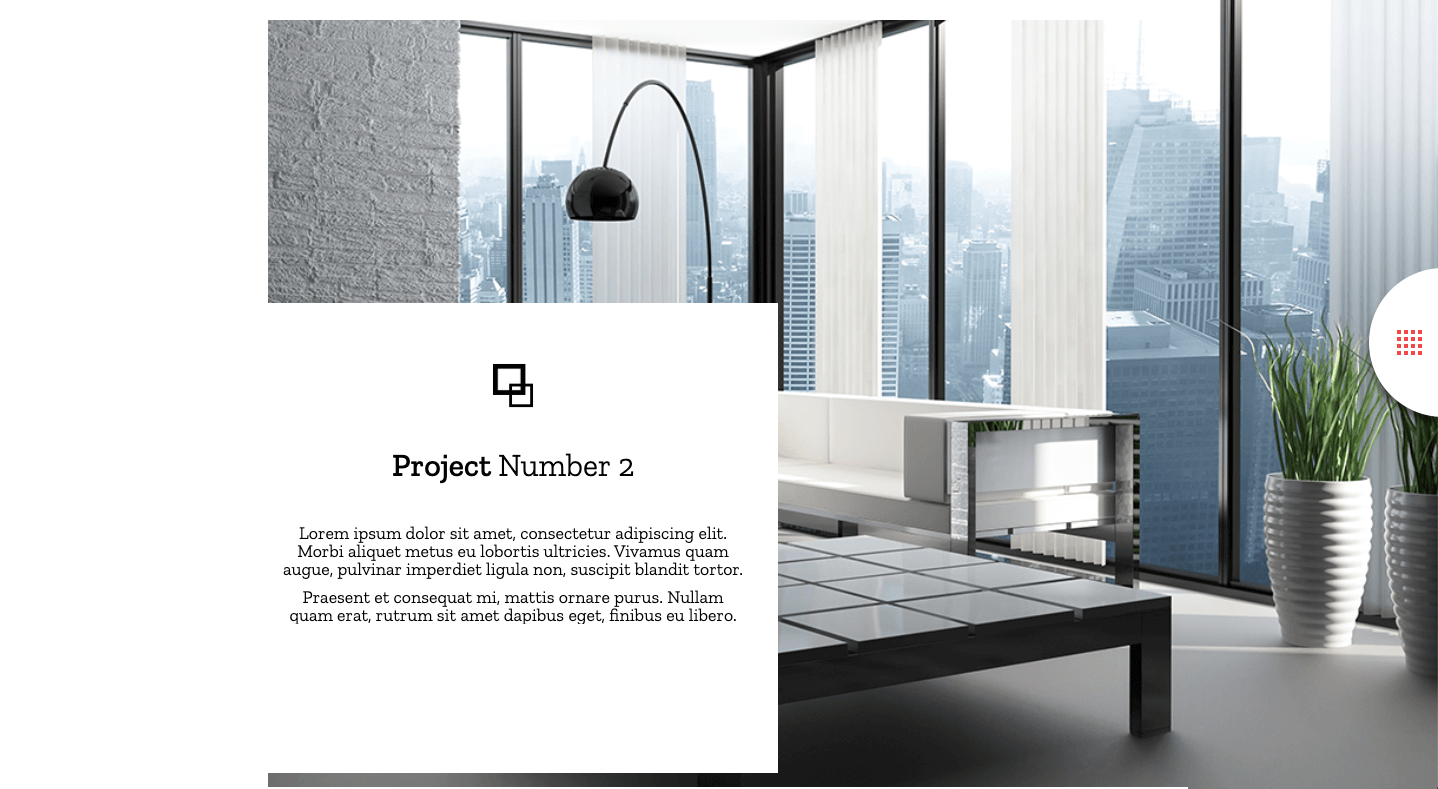 Project Number 2
Lorem ipsum dolor sit amet, consectetur adipiscing elit.
Morbi aliquet metus eu lobortis ultricies. Vivamus quam
augue, pulvinar imperdiet ligula non, suscipit blandit tortor.
Praesent et consequat mi, mattis ornare purus. Nullam
quam erat, rutrum sit amet dapibus eget, finibus eu libero.